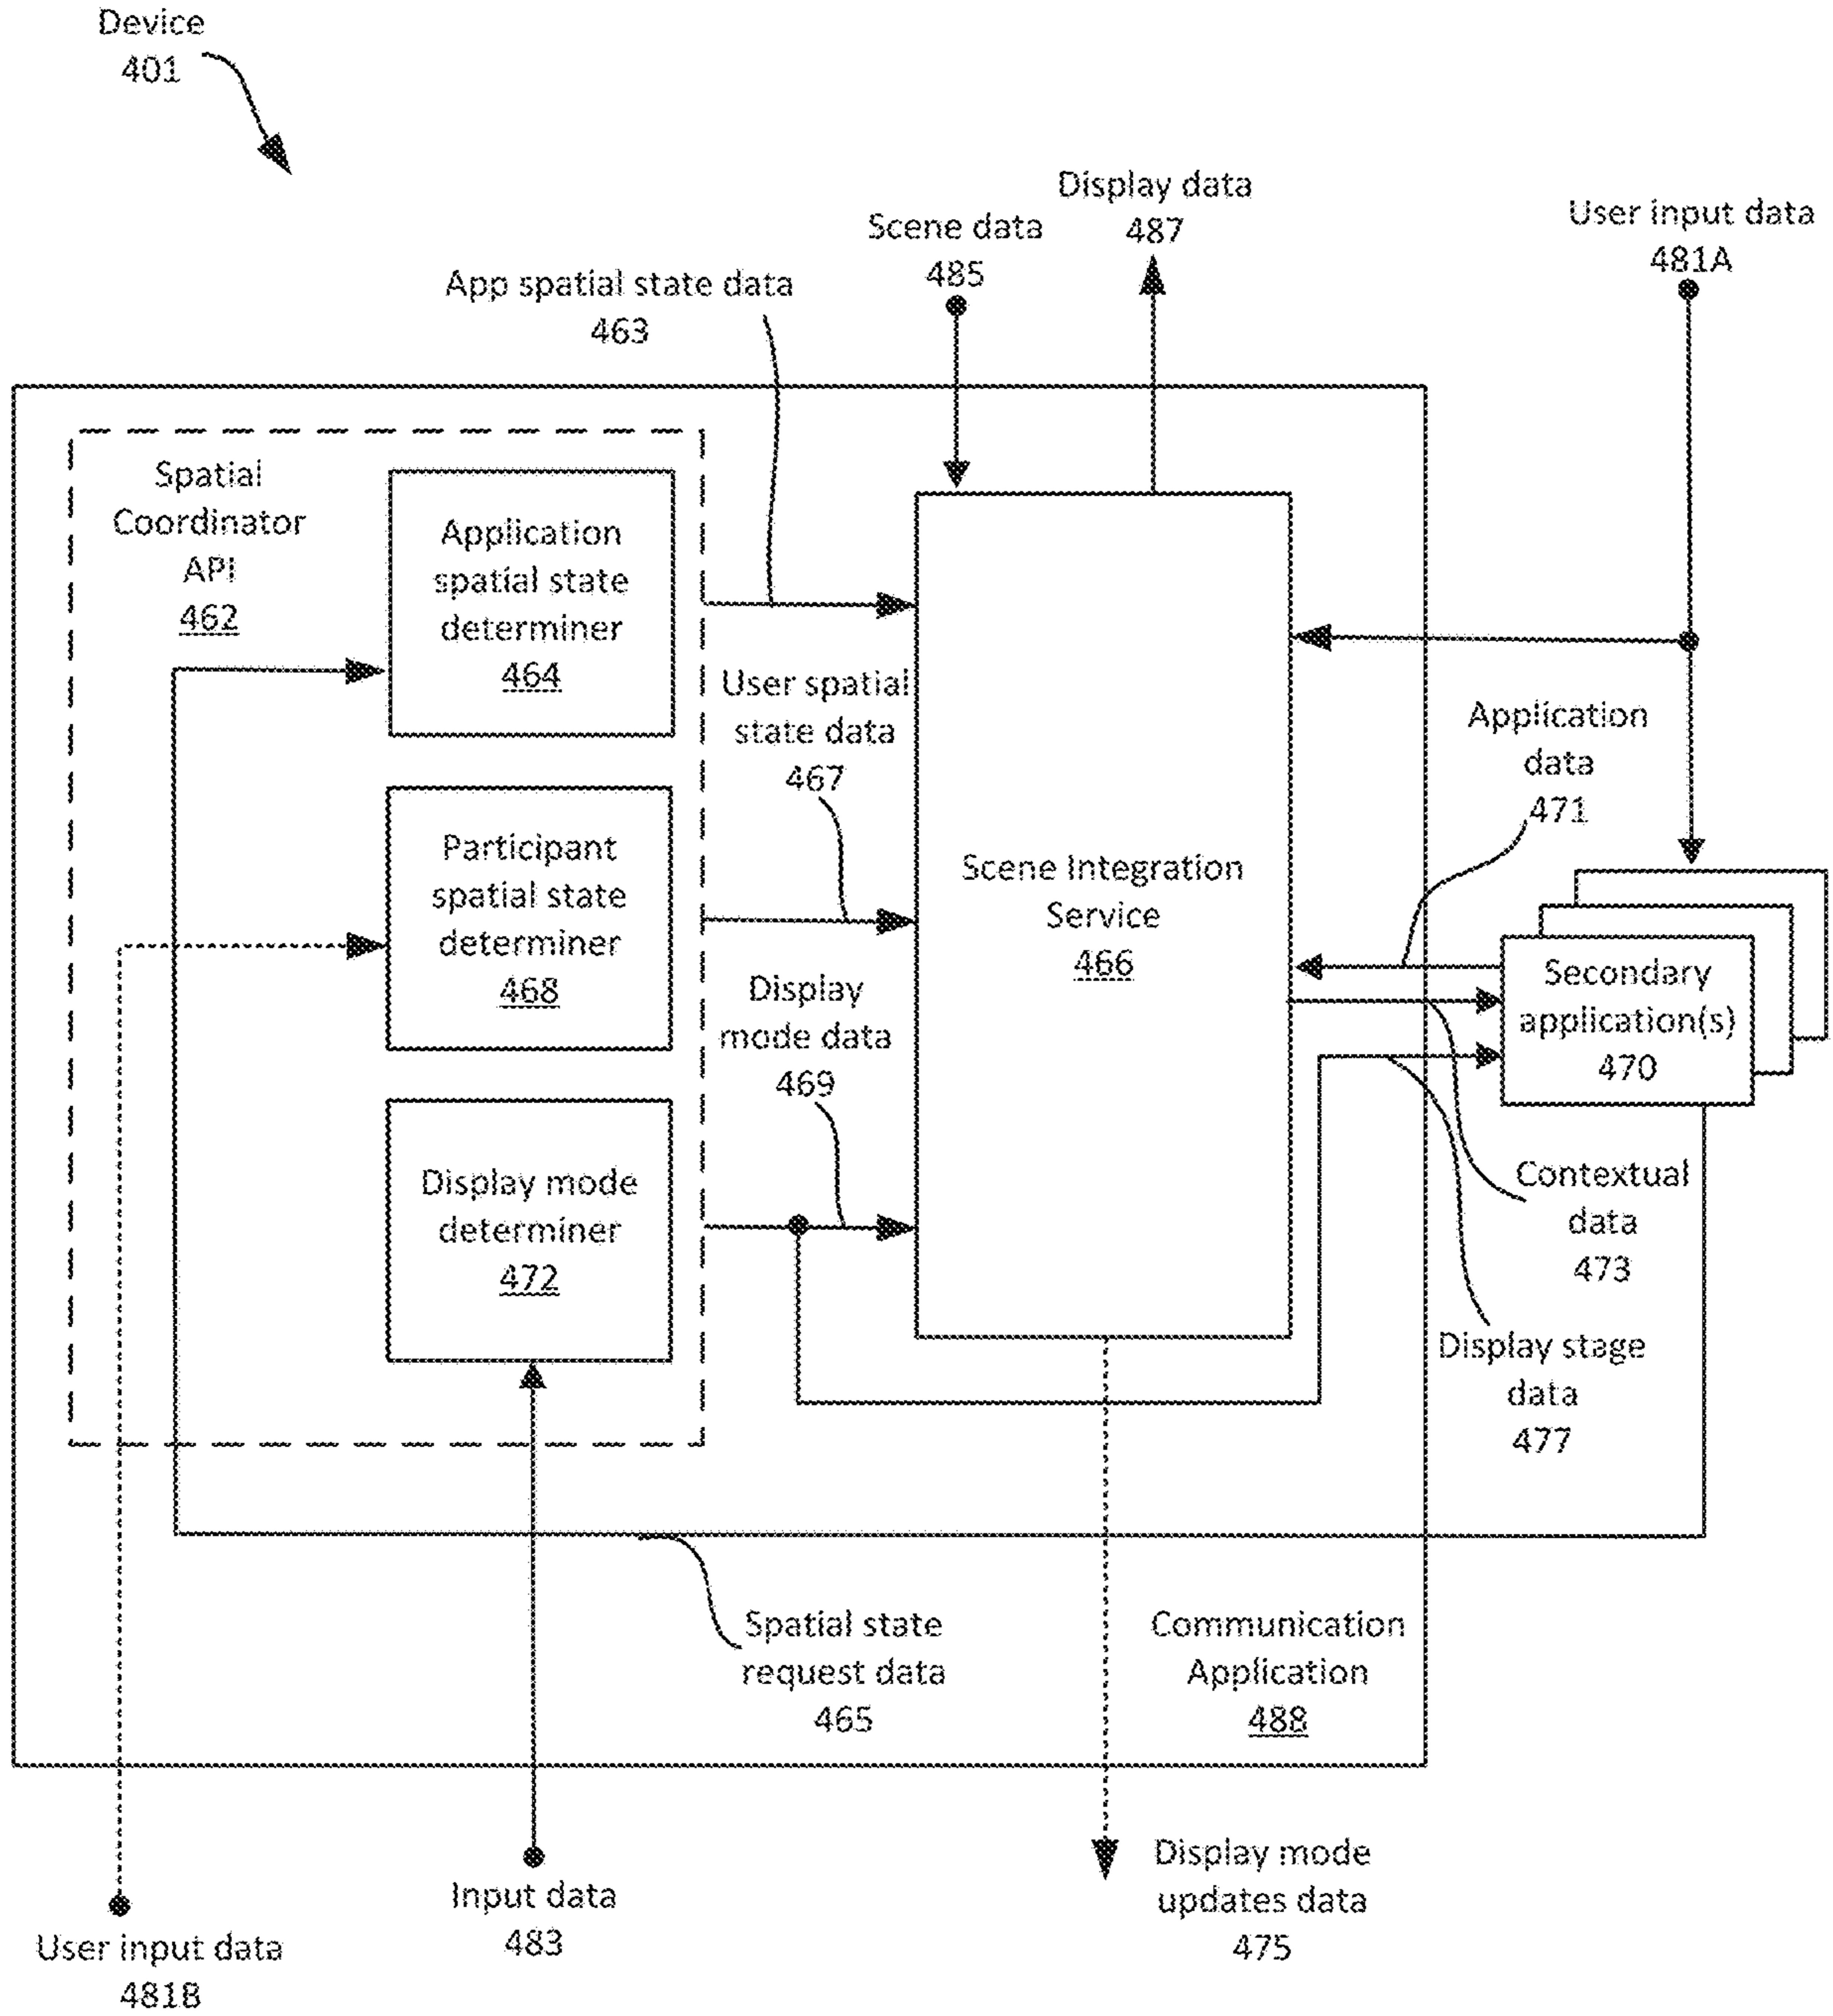 Device
401
Display data
487
Scene data
485
User input data
481A
App spatial state data
463
Spatial
Coordinator
API
462
Application
spatial state
determiner
464
User spatial
state data
467
Application
data
471
Participant
spatial state
determiner
468
Scene Integration
Service
466
Display
mode data
469
Secondary
application(s)
470
Display mode
determiner
472
Contextual
data
473
Display stage
data
477
Spatial state
request data
465
Communication
Application
488
Display mode
updates data
475
Input data
483
User input data
481B